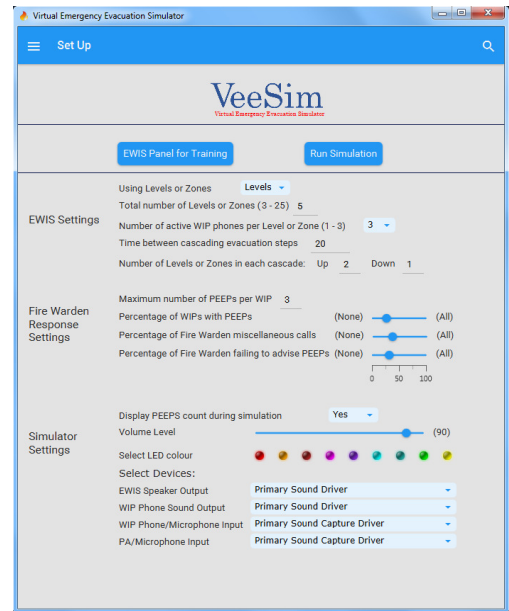 Virtual Emergency Evacuation Simulator
Set Up
VeeSim
Virtual Emergency Evacuation Simulator
EWIS Panel for Training
Run Simulation
EWIS Settings
Using Levels or Zones Levels
Total number of Levels or Zones (3 - 25) 5
Number of active WIP phones per Level or Zone (1 - 3) 3
Time between cascading evacuation steps 20
Number of Levels or Zones in each cascade: Up 2 Down 1
Fire Warden
Response
Settings
Maximum number of PEEPs per WIP 3
Percentage of WIPs with PEEPs (None) (All)
Percentage of Fire Warden miscellaneous calls (None) (All)
Percentage of Fire Warden failing to advise PEEPs (None) (All)
0 50 100
Simulator
Settings
Display PEEPS count during simulation Yes
Volume Level (90)
Select LED colour
Select Devices:
EWIS Speaker Output Primary Sound Driver
WIP Phone Sound Output Primary Sound Driver
WIP Phone/Microphone Input Primary Sound Capture Driver
PA/Microphone Input Primary Sound Capture Driver